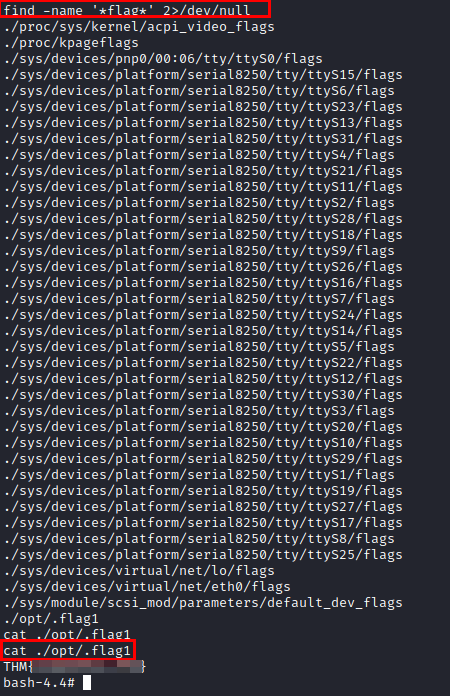 find -name '*flag*' 2>/dev/null
./proc/sys/kernel/acpi_video_flags
./proc/kpageflags
./sys/devices/pnp0/00:06/tty/ttyS0/flags
./sys/devices/platform/serial8250/tty/ttyS15/flags
./sys/devices/platform/serial8250/tty/ttyS6/flags
./sys/devices/platform/serial8250/tty/ttyS23/flags
./sys/devices/platform/serial8250/tty/ttyS13/flags
./sys/devices/platform/serial8250/tty/ttyS31/flags
./sys/devices/platform/serial8250/tty/ttyS4/flags
./sys/devices/platform/serial8250/tty/ttyS21/flags
./sys/devices/platform/serial8250/tty/ttyS11/flags
./sys/devices/platform/serial8250/tty/ttyS2/flags
./sys/devices/platform/serial8250/tty/ttyS28/flags
./sys/devices/platform/serial8250/tty/ttyS18/flags
./sys/devices/platform/serial8250/tty/ttyS9/flags
./sys/devices/platform/serial8250/tty/ttyS26/flags
./sys/devices/platform/serial8250/tty/ttyS16/flags
./sys/devices/platform/serial8250/tty/ttyS7/flags
./sys/devices/platform/serial8250/tty/ttyS24/flags
./sys/devices/platform/serial8250/tty/ttyS14/flags
./sys/devices/platform/serial8250/tty/ttyS5/flags
./sys/devices/platform/serial8250/tty/ttyS22/flags
./sys/devices/platform/serial8250/tty/ttyS12/flags
./sys/devices/platform/serial8250/tty/ttyS30/flags
./sys/devices/platform/serial8250/tty/ttyS3/flags
./sys/devices/platform/serial8250/tty/ttyS20/flags
./sys/devices/platform/serial8250/tty/ttyS10/flags
./sys/devices/platform/serial8250/tty/ttyS29/flags
./sys/devices/platform/serial8250/tty/ttyS1/flags
./sys/devices/platform/serial8250/tty/ttyS19/flags
./sys/devices/platform/serial8250/tty/ttyS27/flags
./sys/devices/platform/serial8250/tty/ttyS17/flags
./sys/devices/platform/serial8250/tty/ttyS8/flags
./sys/devices/platform/serial8250/tty/ttyS25/flags
./sys/devices/virtual/net/lo/flags
./sys/devices/virtual/net/eth0/flags
./sys/module/scsi_mod/parameters/default_dev_flags
./opt/.flag1
cat ./opt/.flag1
cat ./opt/.flag1
THM{ }
bash-4.4#